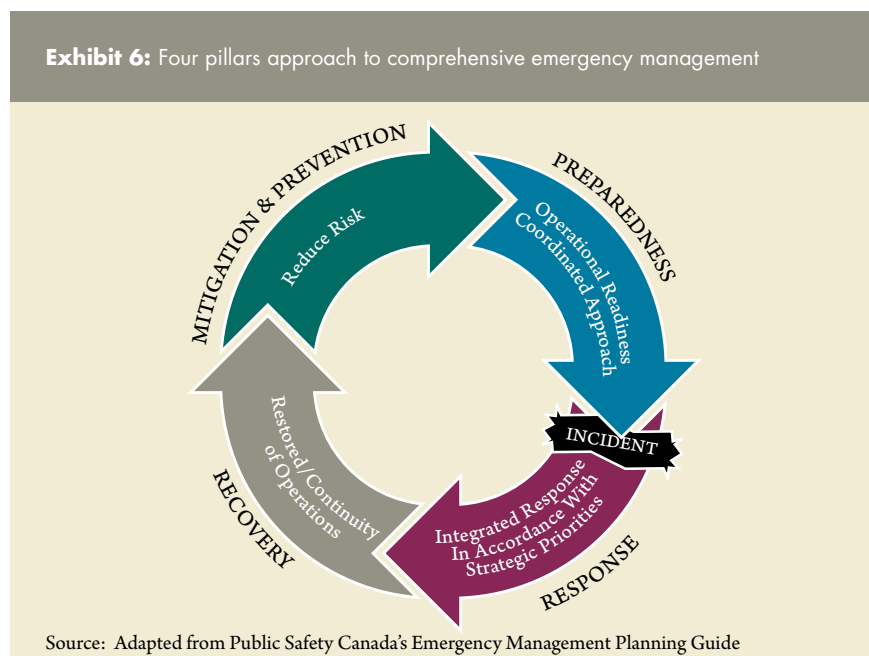 Exhibit 6: Four pillars approach to comprehensive emergency management
MITIGATION & PREVENTION
Reduce Risk
PREPAREDNESS
Operational Readiness
Coordinated Approach
INCIDENT
Integrated Response
In Accordance With
Strategic Priorities
RESPONSE
Restored/Continuity
of Operations
RECOVERY
Source: Adapted from Public Safety Canada's Emergency Management Planning Guide